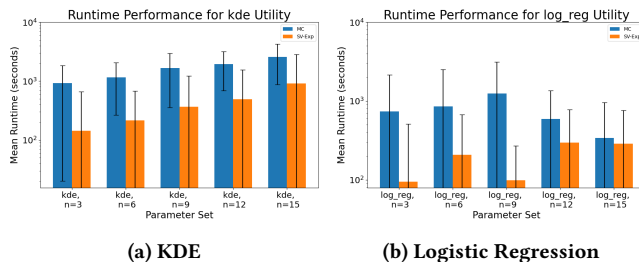 Runtime Performance for kde Utility
MC
SV-Exp
10⁴
10³
10²
Mean Runtime (seconds)
kde, n=3
kde, n=6
kde, n=9
kde, n=12
kde, n=15
Parameter Set
(a) KDE
Runtime Performance for log_reg Utility
MC
SV-Exp
10⁴
10³
10²
Mean Runtime (seconds)
log_reg, n=3
log_reg, n=6
log_reg, n=9
log_reg, n=12
log_reg, n=15
Parameter Set
(b) Logistic Regression